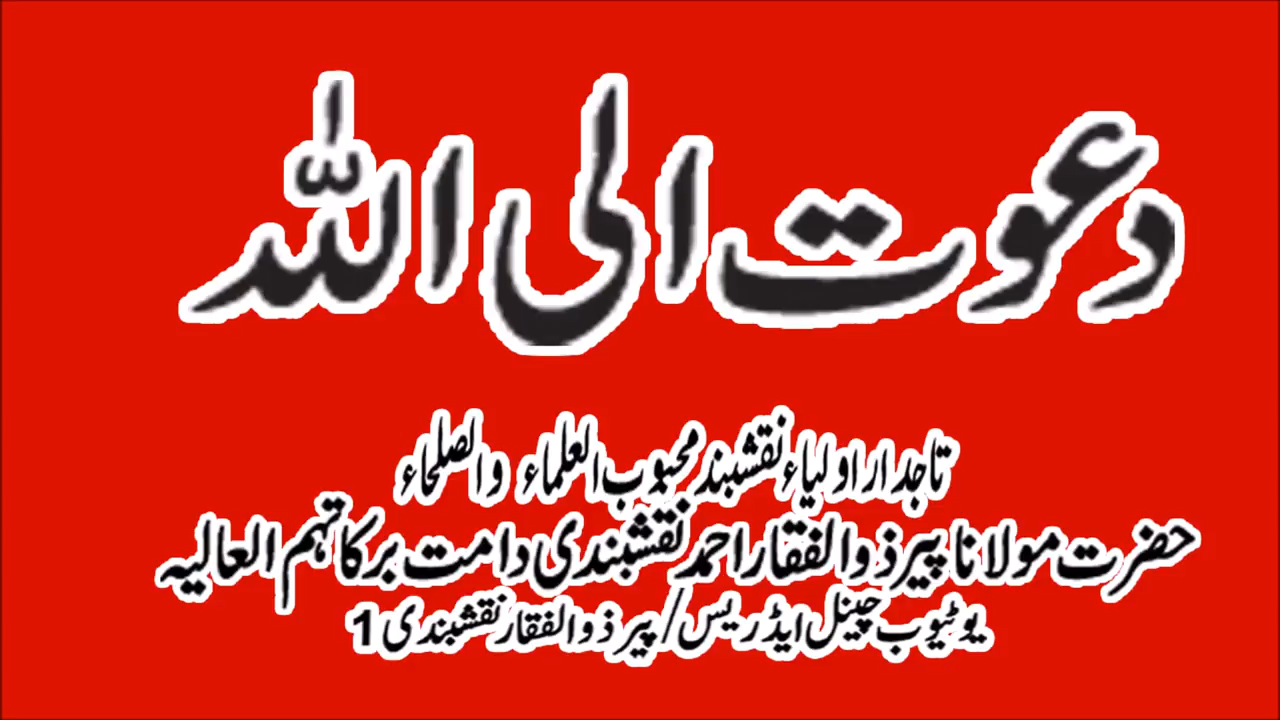 دعوت الی اللہ
تاجدار اولیاء نقشبند محبوب العلماء والصلحاء
حضرت مولانا پیر ذوالفقار احمد نقشبندی دامت برکاتہم العالیہ
یوٹیوب چینل ایڈریس/ پیر ذوالفقار نقشبندی 1